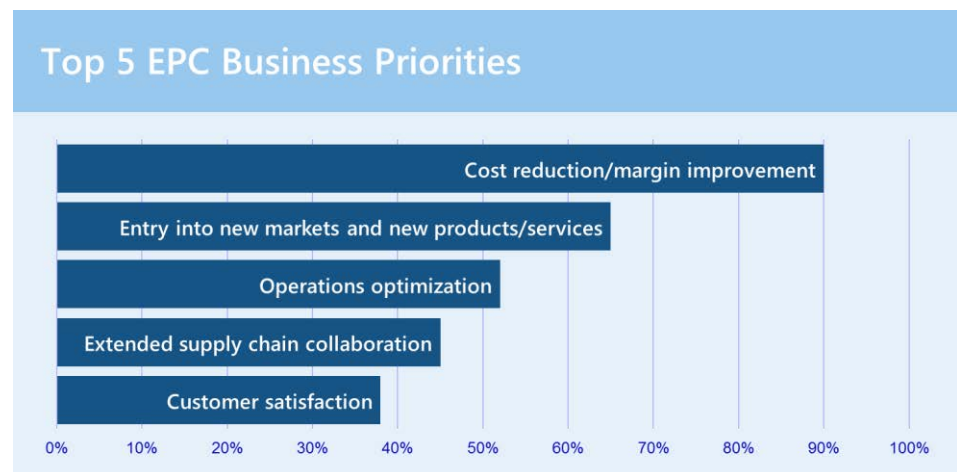 Top 5 EPC Business Priorities
Cost reduction/margin improvement
Entry into new markets and new products/services
Operations optimization
Extended supply chain collaboration
Customer satisfaction
0% 10% 20% 30% 40% 50% 60% 70% 80% 90% 100%